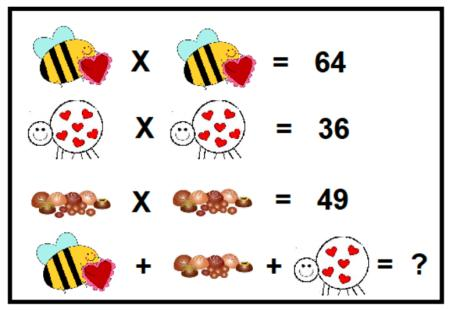 X = 64
X = 36
X = 49
+ + = ?